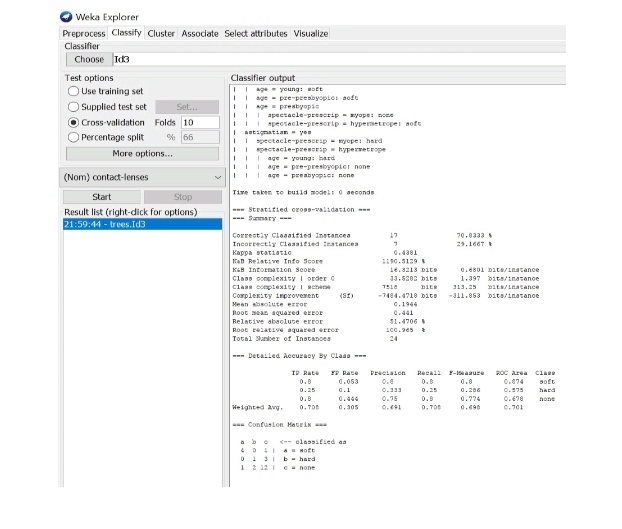 Weka Explorer
Preprocess Classify Cluster Associate Select attributes Visualize
Classifier
Choose Id3
Test options
Use training set
Supplied test set Set...
Cross-validation Folds 10
Percentage split % 66
More options...
(Nom) contact-lenses
Start Stop
Result list (right-click for options)
21:59:44 - trees.Id3
Classifier output
| | age = young: soft
| | age = pre-presbyopic: soft
| | age = presbyopic
| | | spectacle-prescrip = myope: none
| | | spectacle-prescrip = hypermetrope: soft
| astigmatism = yes
| | spectacle-prescrip = myope: hard
| | spectacle-prescrip = hypermetrope
| | | age = young: hard
| | | age = pre-presbyopic: none
| | | age = presbyopic: none
Time taken to build model: 0 seconds
=== Stratified cross-validation ===
=== Summary ===
Correctly Classified Instances 17 70.8333 %
Incorrectly Classified Instances 7 29.1667 %
Kappa statistic 0.4381
K&B Relative Info Score 1190.5129 %
K&B Information Score 16.3213 bits 0.6801 bits/instance
Class complexity | order 0 33.5282 bits 1.397 bits/instance
Class complexity | scheme 7518 bits 313.25 bits/instance
Complexity improvement (Sf) -7484.4718 bits -311.853 bits/instance
Mean absolute error 0.1944
Root mean squared error 0.441
Relative absolute error 51.4706 %
Root relative squared error 100.965 %
Total Number of Instances 24
=== Detailed Accuracy By Class ===
TP Rate FP Rate Precision Recall F-Measure ROC Area Class
0.8 0.053 0.8 0.8 0.8 0.874 soft
0.25 0.1 0.333 0.25 0.286 0.575 hard
0.8 0.444 0.75 0.8 0.774 0.678 none
Weighted Avg. 0.708 0.305 0.691 0.708 0.698 0.701
=== Confusion Matrix ===
a b c <-- classified as
4 0 1 | a = soft
0 1 3 | b = hard
1 2 12 | c = none